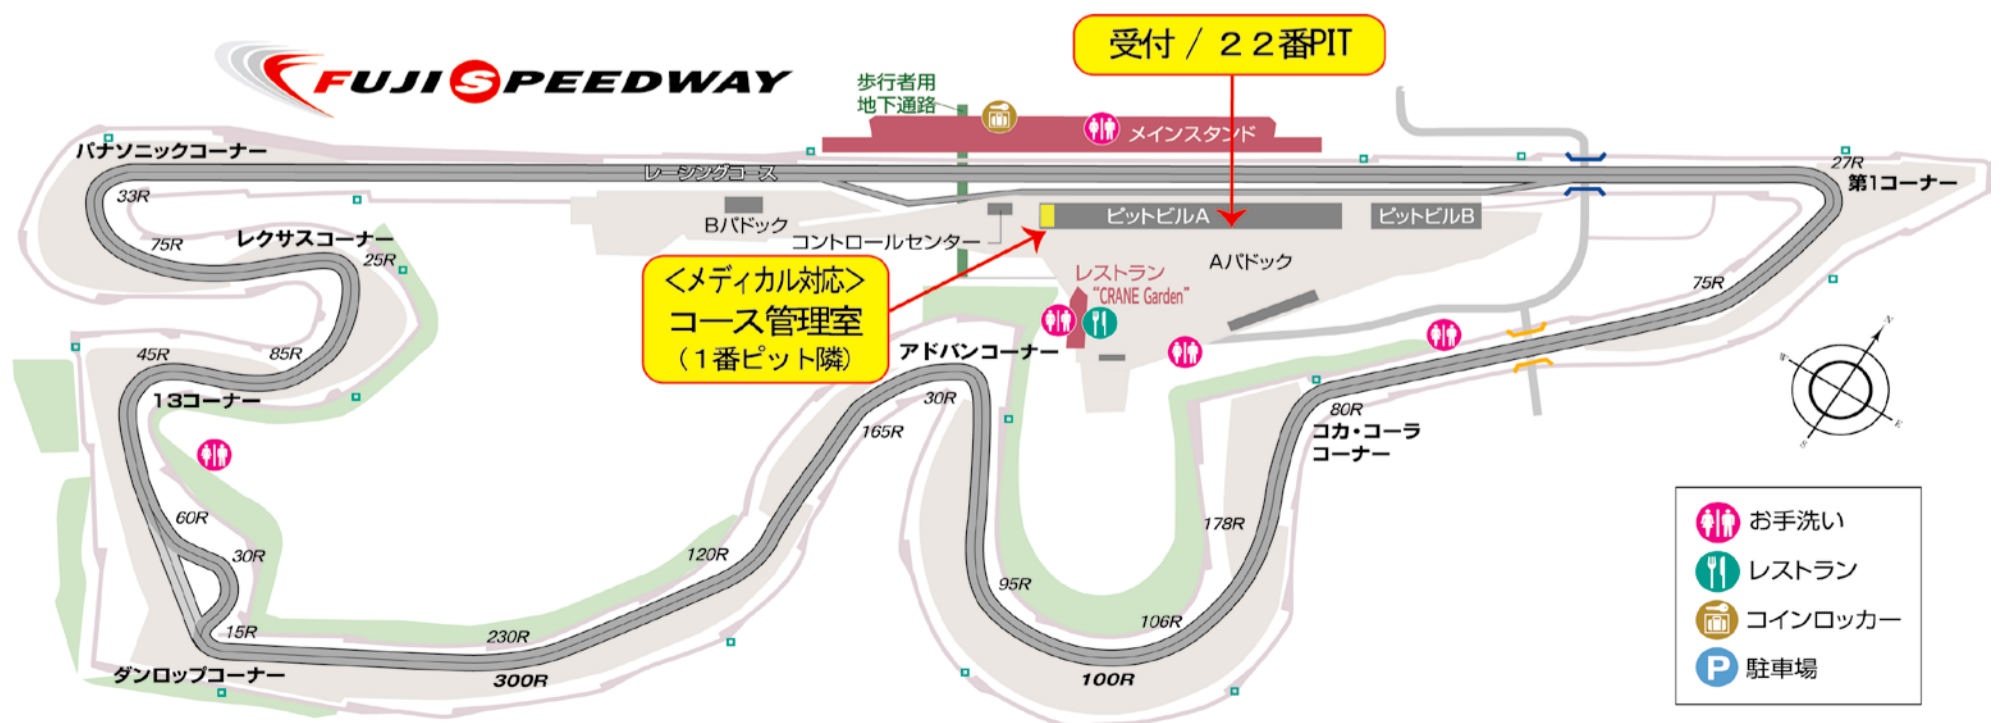 FUJI SPEEDWAY
受付 / ２２番PIT
歩行者用
地下通路
メインスタンド
パナソニックコーナー
レーシングコース
27R
第1コーナー
33R
75R
レクサスコーナー
25R
Bパドック
コントロールセンター
ピットビルA
ピットビルB
Aパドック
75R
＜メディカル対応＞
コース管理室
（１番ピット隣）
レストラン
"CRANE Garden"
45R
85R
13コーナー
アドバンコーナー
30R
165R
80R
コカ・コーラ
コーナー
N
W
E
S
60R
30R
15R
ダンロップコーナー
120R
230R
300R
95R
106R
178R
100R
お手洗い
レストラン
コインロッカー
P 駐車場